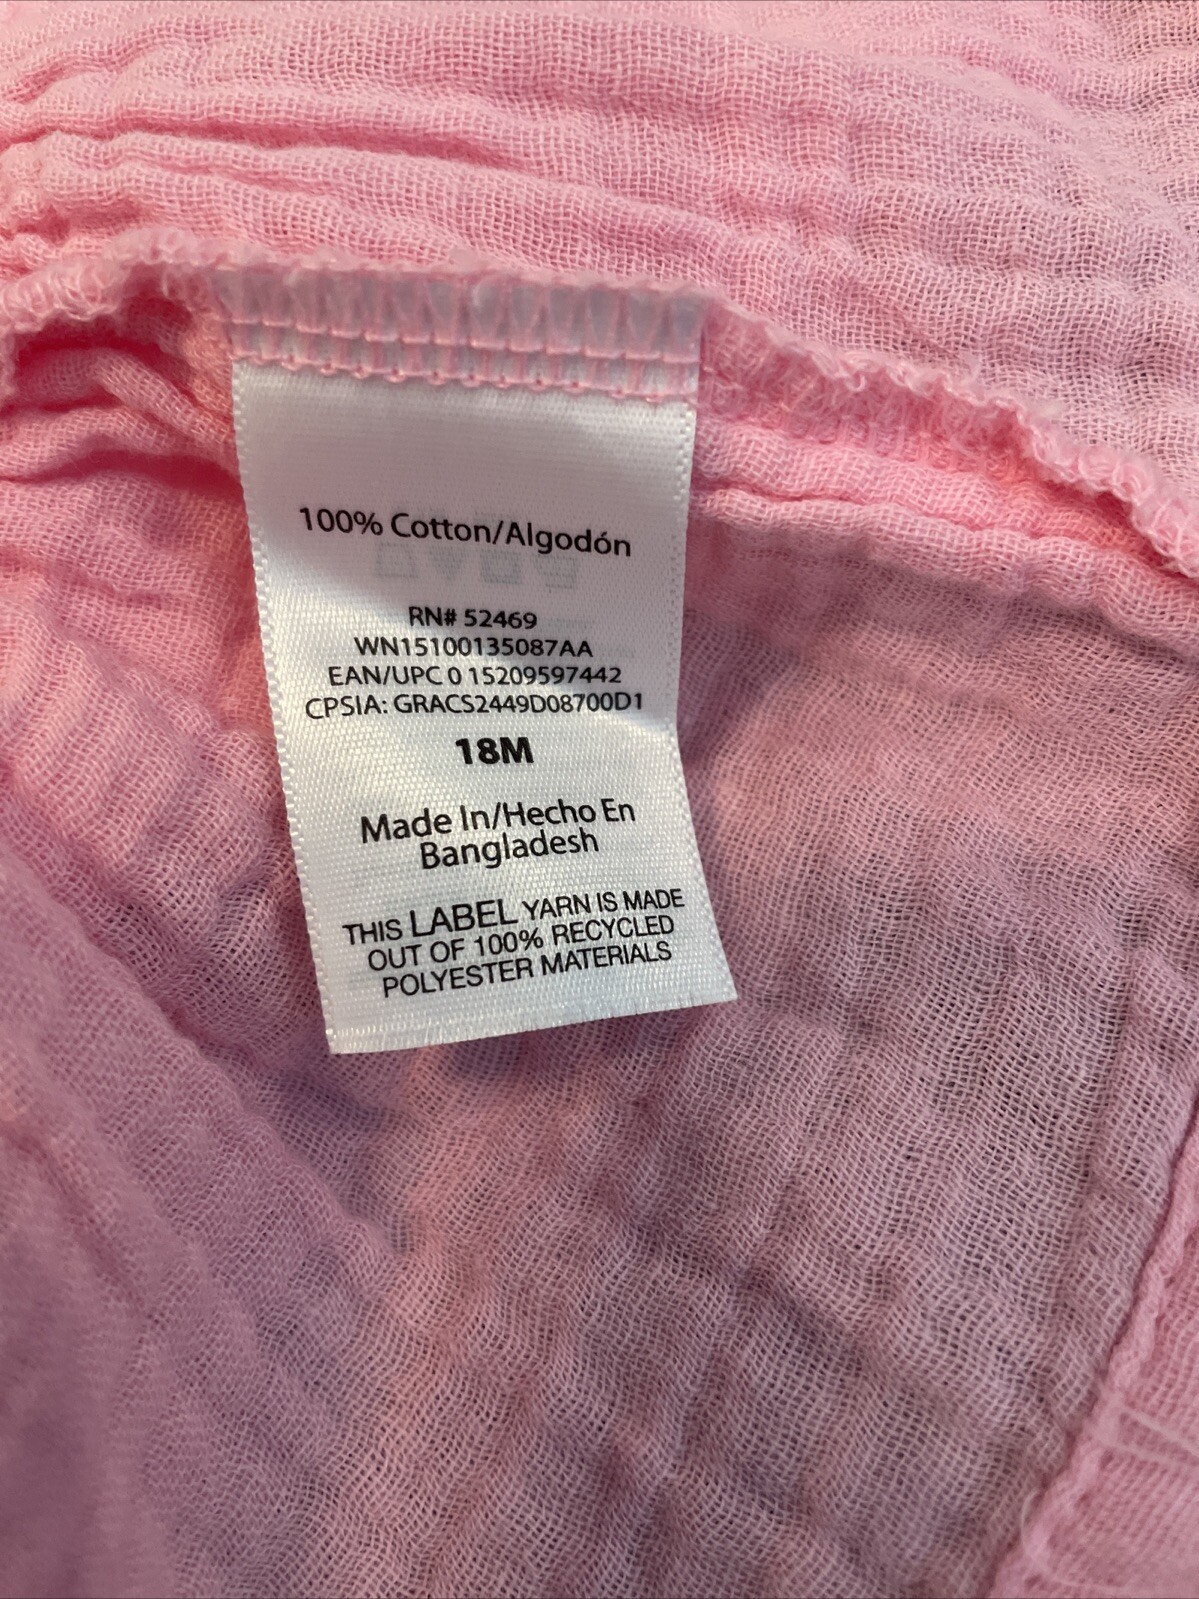 100% Cotton/Algodón
RN# 52469
WN15100135087AA
EAN/UPC 0 15209597442
CPSIA: GRACS2449D08700D1
18M
Made In/Hecho En
Bangladesh
THIS LABEL YARN IS MADE
OUT OF 100% RECYCLED
POLYESTER MATERIALS